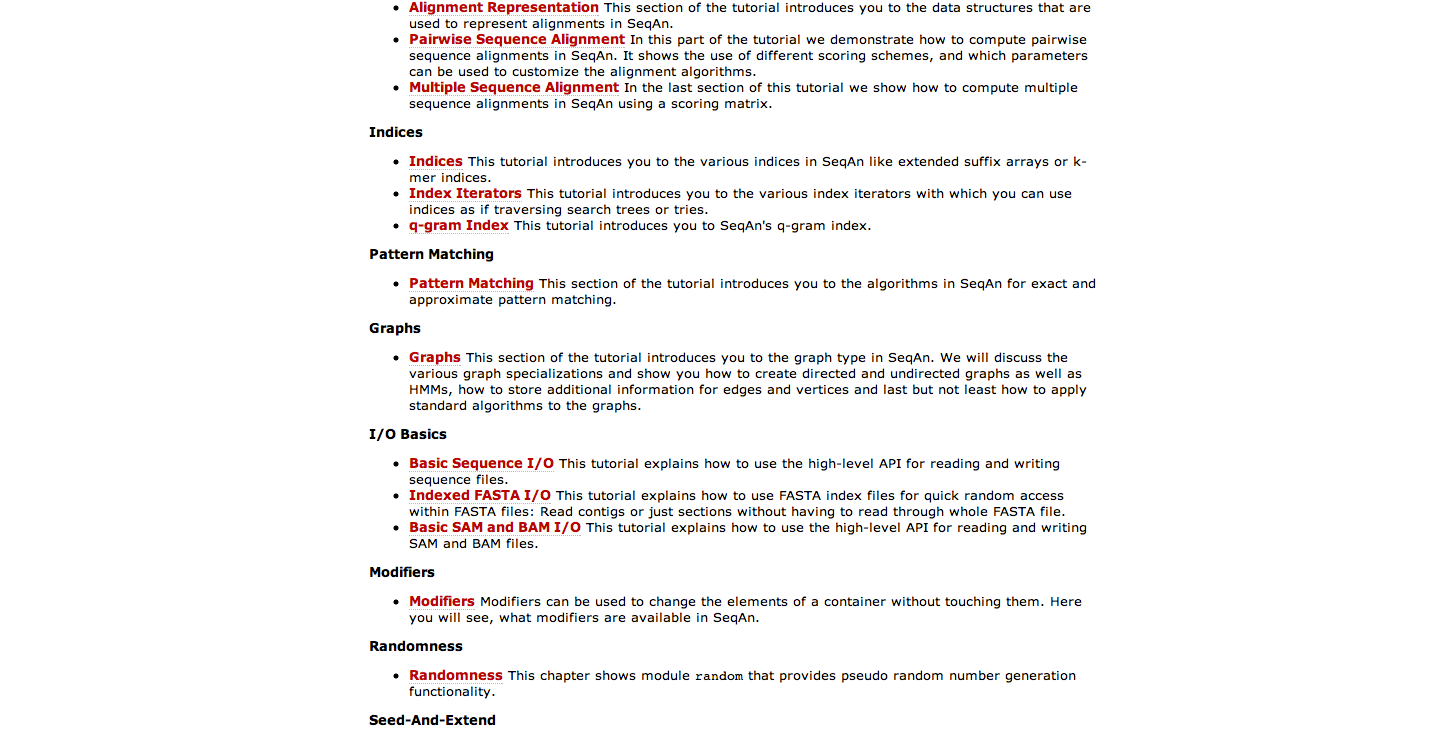 Alignment Representation This section of the tutorial introduces you to the data structures that are
used to represent alignments in SeqAn.
Pairwise Sequence Alignment In this part of the tutorial we demonstrate how to compute pairwise
sequence alignments in SeqAn. It shows the use of different scoring schemes, and which parameters
can be used to customize the alignment algorithms.
Multiple Sequence Alignment In the last section of this tutorial we show how to compute multiple
sequence alignments in SeqAn using a scoring matrix.
Indices
Indices This tutorial introduces you to the various indices in SeqAn like extended suffix arrays or k-
mer indices.
Index Iterators This tutorial introduces you to the various index iterators with which you can use
indices as if traversing search trees or tries.
q-gram Index This tutorial introduces you to SeqAn's q-gram index.
Pattern Matching
Pattern Matching This section of the tutorial introduces you to the algorithms in SeqAn for exact and
approximate pattern matching.
Graphs
Graphs This section of the tutorial introduces you to the graph type in SeqAn. We will discuss the
various graph specializations and show you how to create directed and undirected graphs as well as
HMMs, how to store additional information for edges and vertices and last but not least how to apply
standard algorithms to the graphs.
I/O Basics
Basic Sequence I/O This tutorial explains how to use the high-level API for reading and writing
sequence files.
Indexed FASTA I/O This tutorial explains how to use FASTA index files for quick random access
within FASTA files: Read contigs or just sections without having to read through whole FASTA file.
Basic SAM and BAM I/O This tutorial explains how to use the high-level API for reading and writing
SAM and BAM files.
Modifiers
Modifiers Modifiers can be used to change the elements of a container without touching them. Here
you will see, what modifiers are available in SeqAn.
Randomness
Randomness This chapter shows module random that provides pseudo random number generation
functionality.
Seed-And-Extend